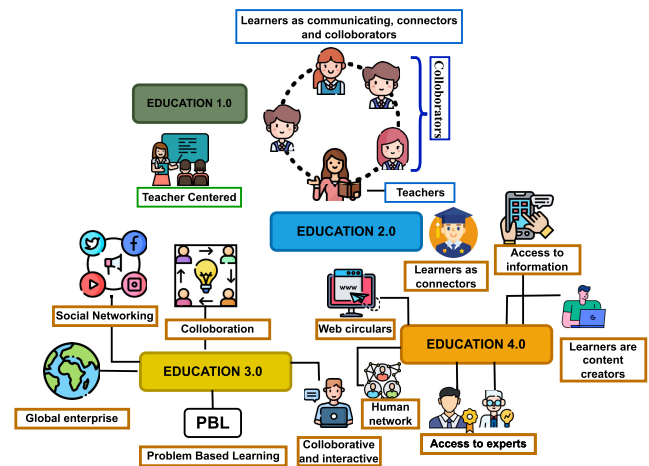 Learners as communicating, connectors
and colloborators
Colloborators
EDUCATION 1.0
Teacher Centered
Teachers
EDUCATION 2.0
Learners as
connectors
Access to
information
Social Networking
Colloboration
Web circulars
EDUCATION 4.0
Learners are
content
creators
EDUCATION 3.0
Global enterprise
PBL
Problem Based Learning
Collaborative
and interactive
Human
network
Access to experts
WWW